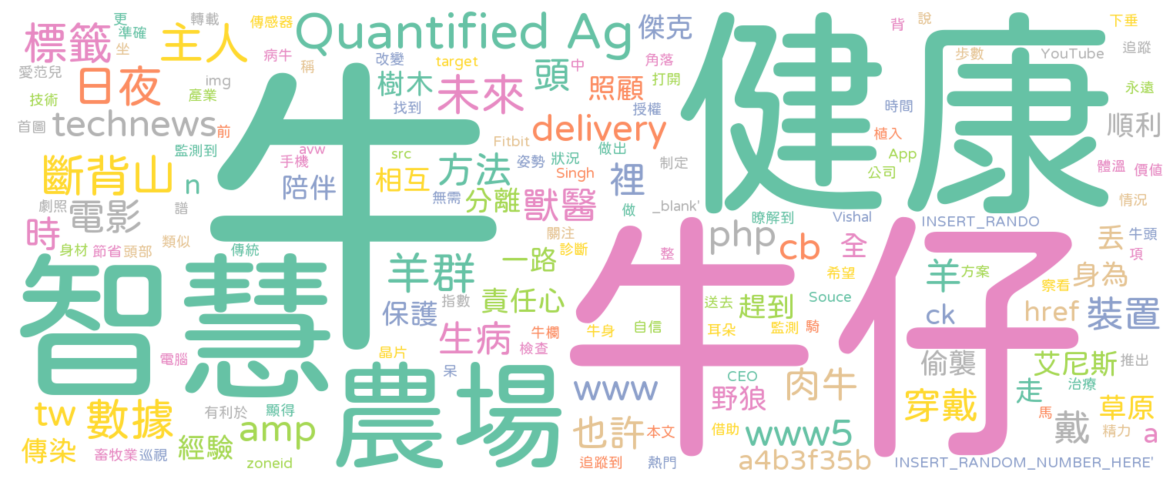 更 轉載 傳感器 Quantified Ag 傑克 背 說 下垂
標籤 準確 主人 健康 步數 YouTube 追蹤
坐 病牛 稱 改變 target 中 角落
愛范兒 日夜 img 樹木 未來 頭 照顧 打開 永遠
技術 產業 找到 授權 時間
首圖 technews 前 牛 Fitbit delivery 植入 順利
監測到 avw src 姿勢 狀況 做出 App
斷背山 n 手機 陪伴 相互 方法 Singh 裡 制定 公司 體溫 價值
劇照 譜 無需 分離 獸醫 做 _blank' 瞭解到 Vishal INSERT_RANDO 情況
時 電影 類似 關注 php cb 全 丟 牛頭
身材 節省 頭部 傳統 羊群 一路 診斷 整 牛仔 項
智慧 保護 指數 責任心 送去 趕到 希望 Souce 羊 方案 身為
察看 ck href 裝置
電腦 晶片 生病 牛欄 檢查 牛身 自信 耳朵 監測 騎
農場 呆 www CEO 野狼 肉牛 偷襲 艾尼斯 推出
tw 數據 有利於 顯得 穿戴 走 治療 草原
傳染 經驗 amp 也許 本文 借助 www5 戴 馬 精力 a
畜牧業 巡視 zoneid 追蹤到 熱門 a4b3f35b INSERT_RANDOM_NUMBER_HERE'